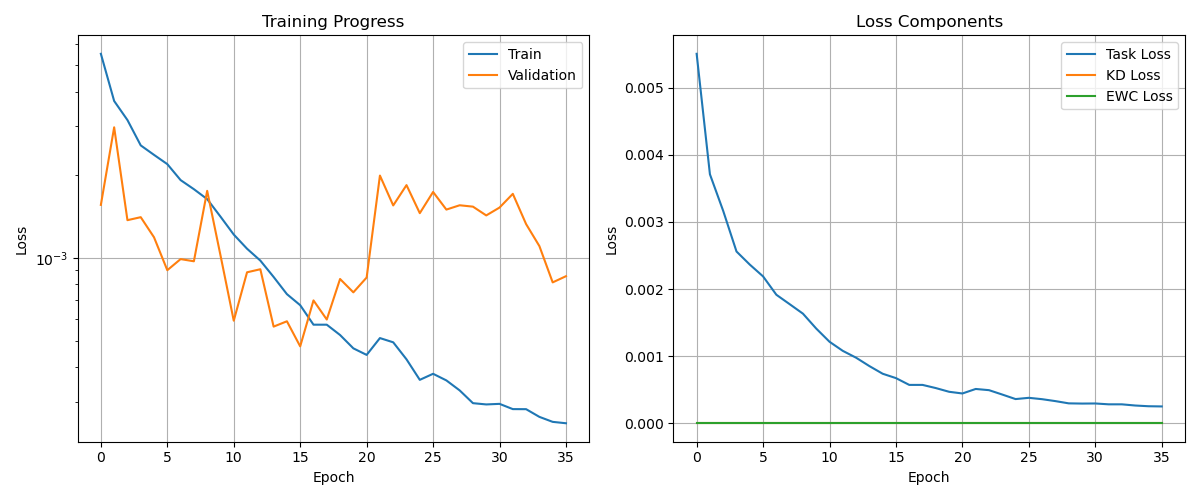 Training Progress
Train
Validation
Loss
10^{-3}
0 5 10 15 20 25 30 35
Epoch
Loss Components
Task Loss
KD Loss
EWC Loss
Loss
0.005
0.004
0.003
0.002
0.001
0.000
0 5 10 15 20 25 30 35
Epoch